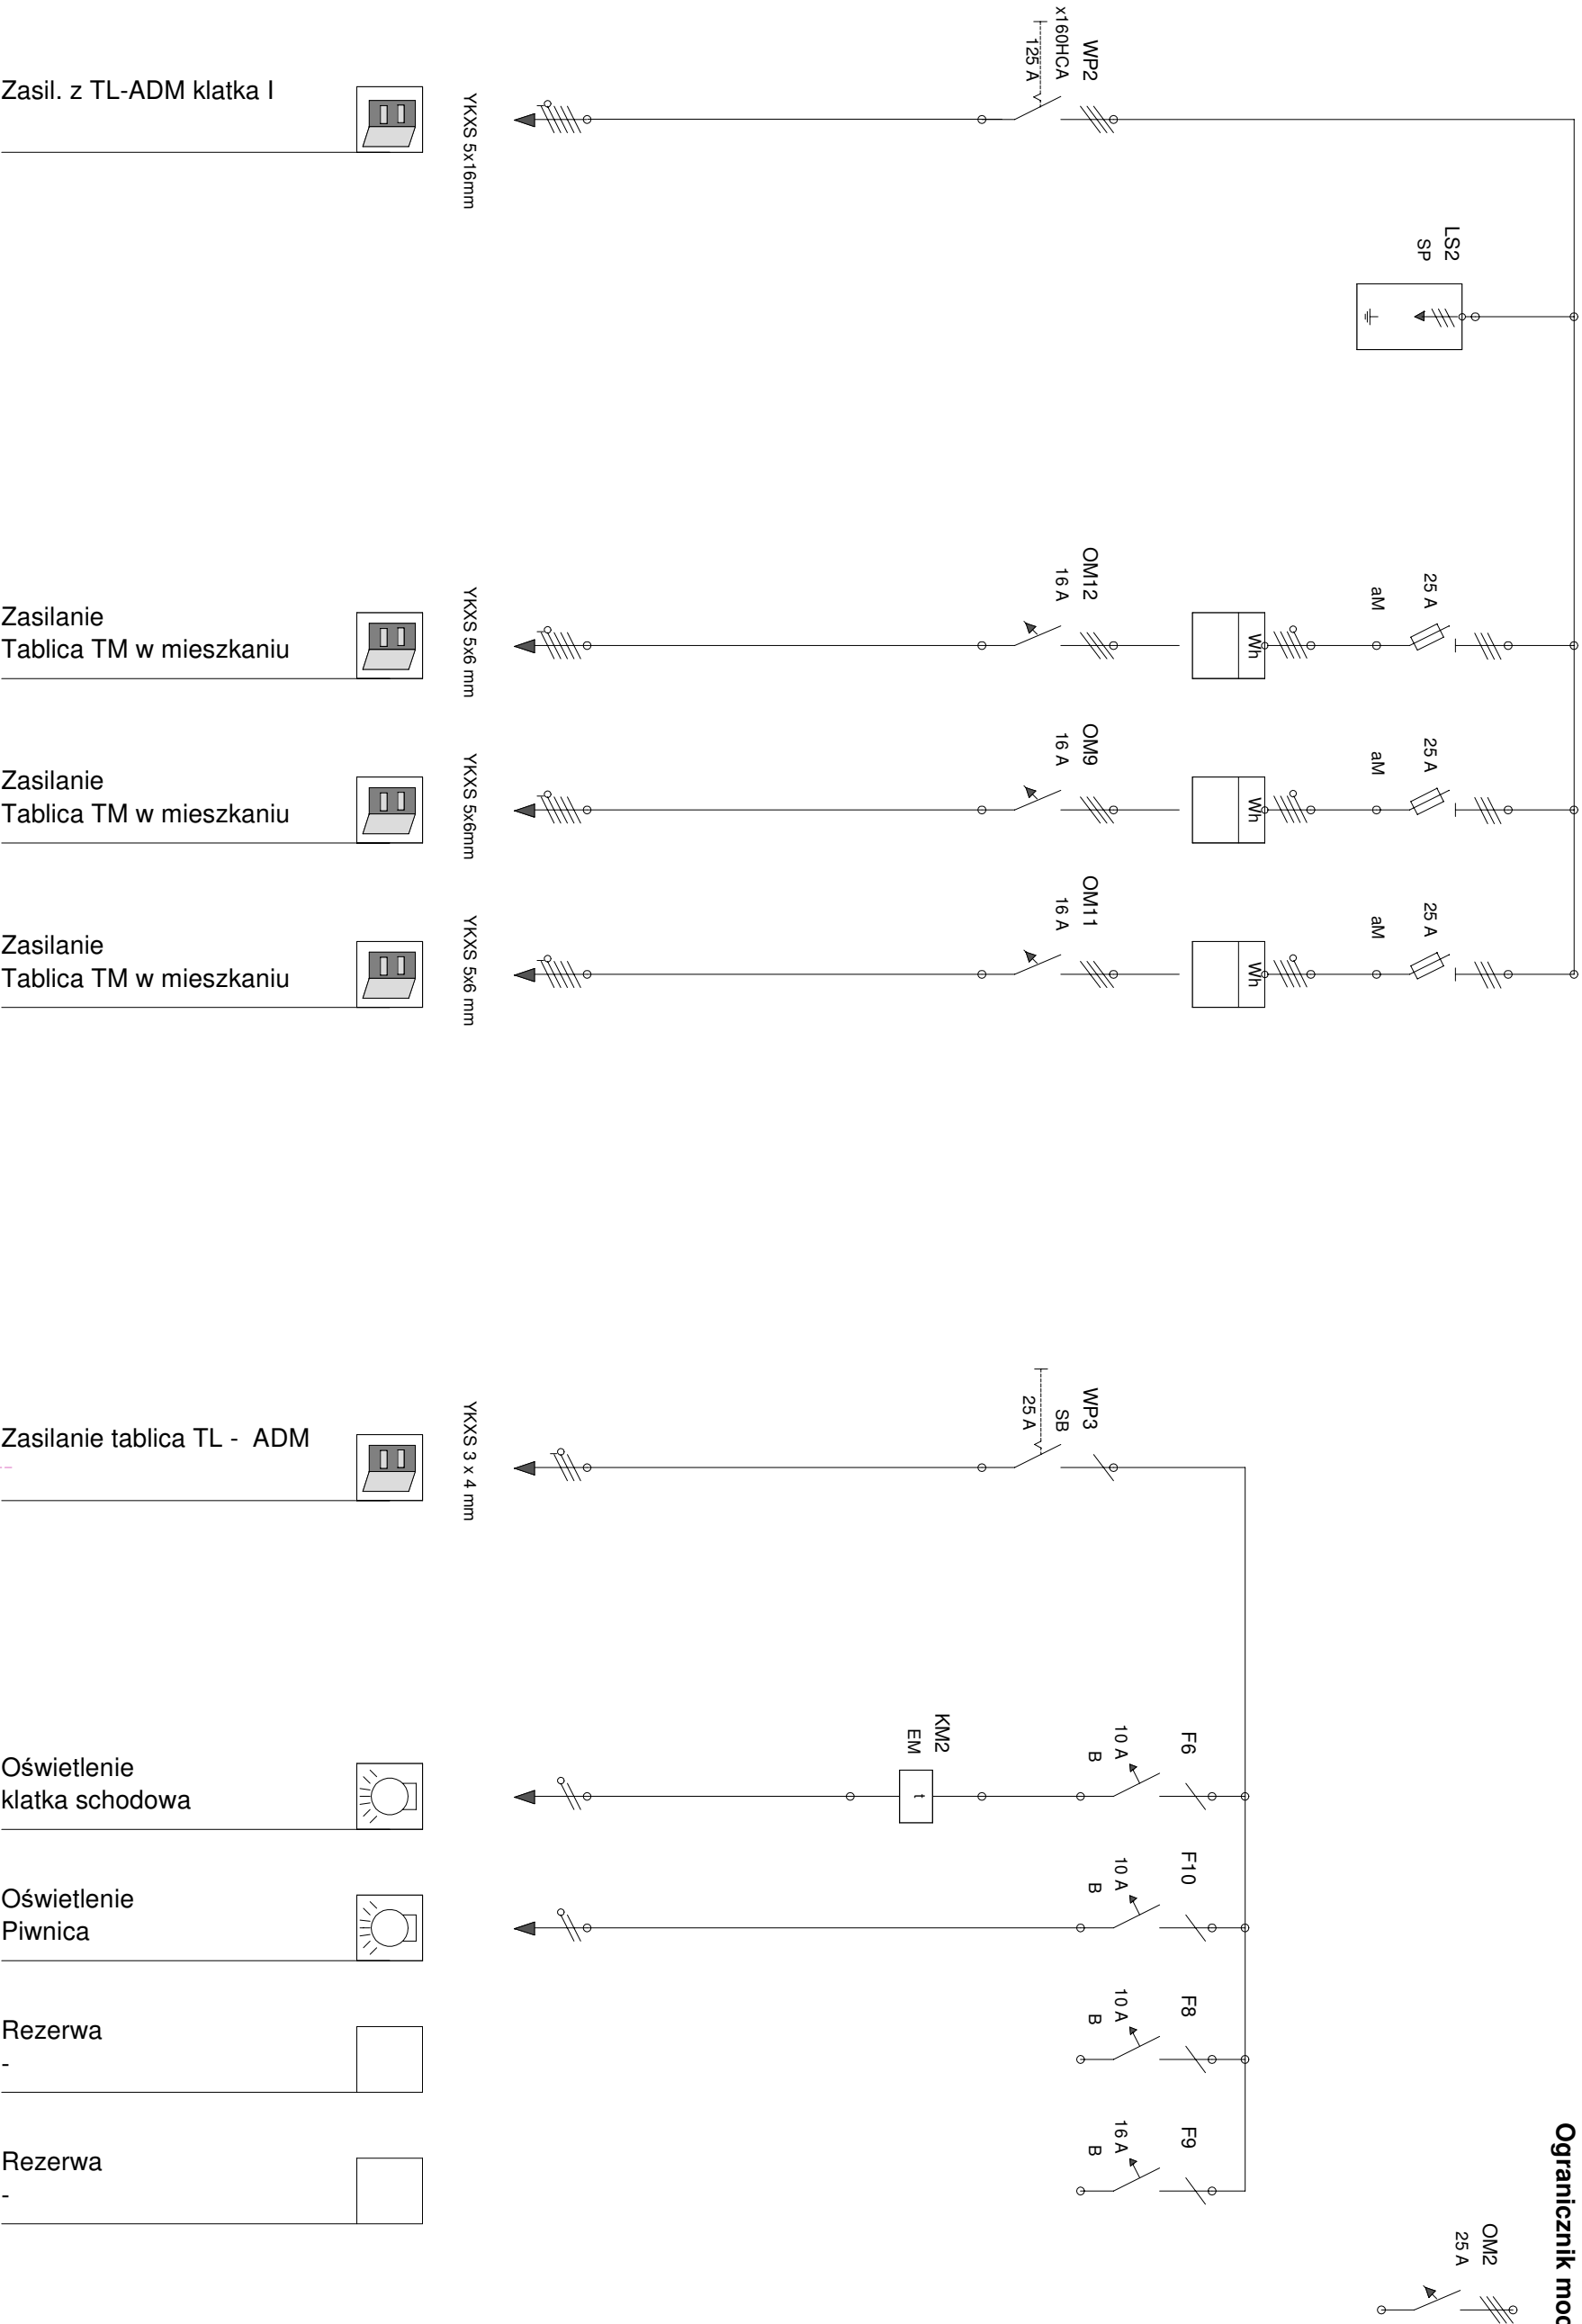 Zasil. z TL-ADM klatka I
YKXS 5x16mm
WP2
x160HCA
125 A
LS2
SP
Zasilanie
Tablica TM w mieszkaniu
YKXS 5x6 mm
OM12
16 A
Wh
25 A
aM
Zasilanie
Tablica TM w mieszkaniu
YKXS 5x6mm
OM9
16 A
Wh
25 A
aM
Zasilanie
Tablica TM w mieszkaniu
YKXS 5x6 mm
OM11
16 A
Wh
25 A
aM
Zasilanie tablica TL - ADM
YKXS 3 x 4 mm
WP3
SB
25 A
Oświetlenie
klatka schodowa
KM2
EM
t
F6
10 A
B
Oświetlenie
Piwnica
F10
10 A
B
Rezerwa
-
F8
10 A
B
Rezerwa
-
F9
16 A
B
Ogranicznik
OM2
25 A